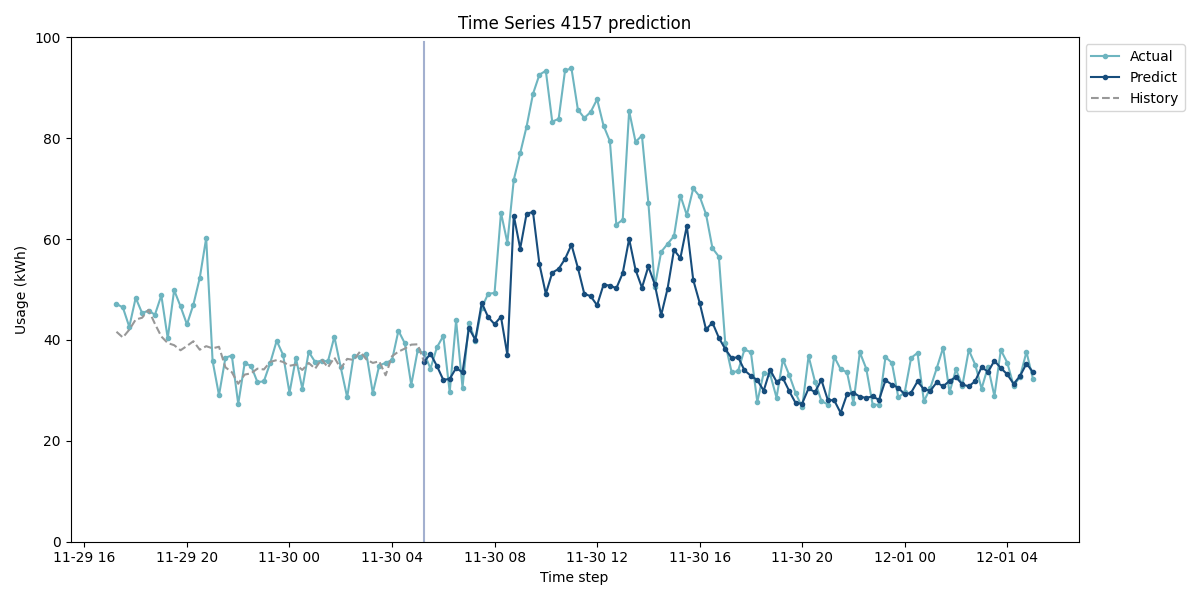 Time Series 4157 prediction
100
80
60
40
20
0
Usage (kWh)
11-29 16
11-29 20
11-30 00
11-30 04
11-30 08
11-30 12
11-30 16
11-30 20
12-01 00
12-01 04
Time step
Actual
Predict
History